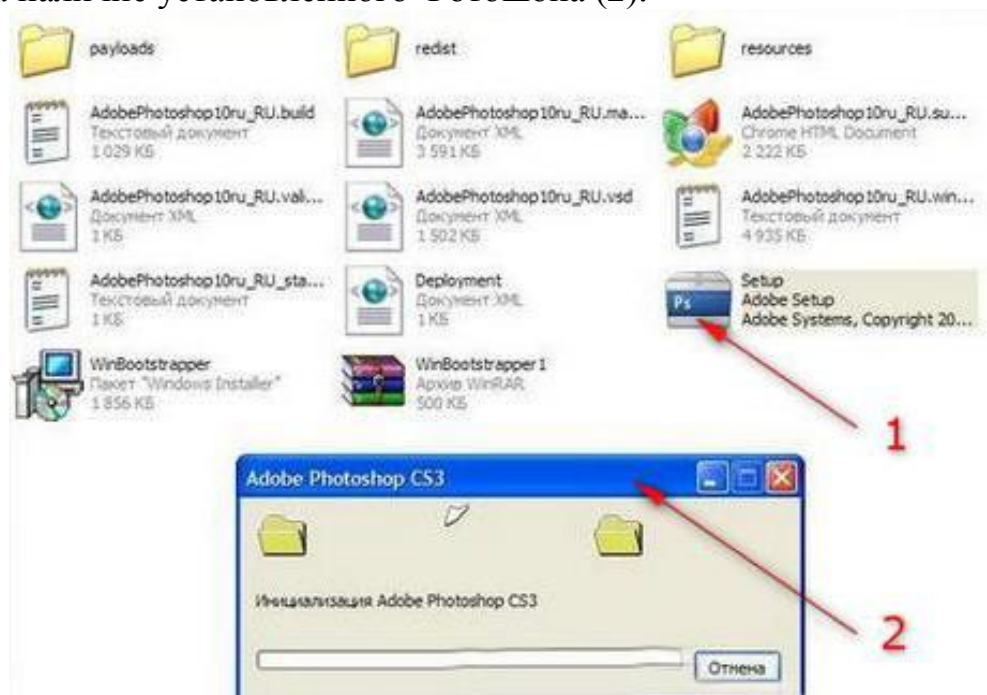 наличие установленного Фотошопа (2).
payloads
redist
resources
AdobePhotoshop10ru_RU.build
Текстовый документ
1 029 КБ
AdobePhotoshop10ru_RU.ma...
Документ XML
3 591 КБ
AdobePhotoshop10ru_RU.su...
Chrome HTML Document
2 222 КБ
AdobePhotoshop10ru_RU.vali...
Документ XML
1 КБ
AdobePhotoshop10ru_RU.vsd
Документ XML
1 502 КБ
AdobePhotoshop10ru_RU.win...
Текстовый документ
4 935 КБ
AdobePhotoshop10ru_RU_sta...
Текстовый документ
1 КБ
Deployment
Документ XML
1 КБ
Ps
Setup
Adobe Setup
Adobe Systems, Copyright 20...
WinBootstrapper
Пакет "Windows Installer"
1 856 КБ
WinBootstrapper1
Архив WinRAR
500 КБ
1
Adobe Photoshop CS3
Инициализация Adobe Photoshop CS3
2
Отмена